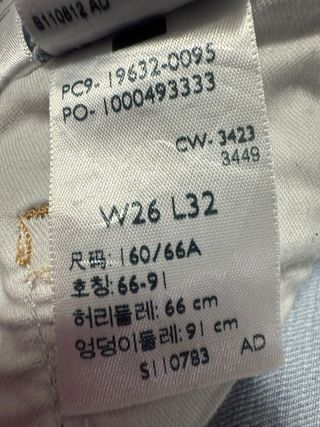 S110812 AD
PC9- 19632-0095
PO- 1000493333
CW- 3423
3449
W26 L32
尺码: 160/66A
호칭: 66-91
허리둘레: 66 cm
엉덩이둘레: 91 cm
S110783 AD